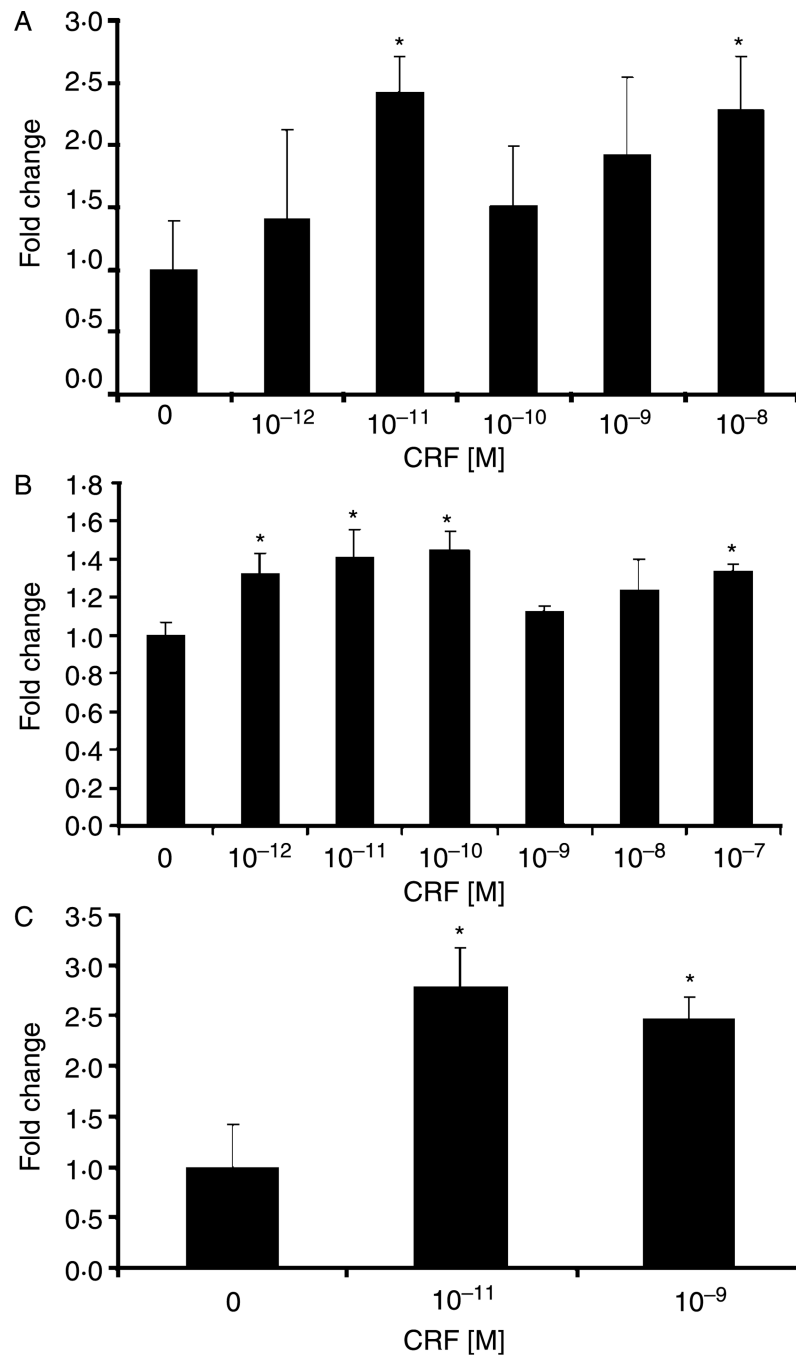 A
Fold change
3·0
2·5
2·0
1·5
1·0
0·5
0·0
* *
0 10⁻¹² 10⁻¹¹ 10⁻¹⁰ 10⁻⁹ 10⁻⁸
CRF [M]
B
Fold change
1·8
1·6
1·4
1·2
1·0
0·8
0·6
0·4
0·2
0·0
* * * *
0 10⁻¹² 10⁻¹¹ 10⁻¹⁰ 10⁻⁹ 10⁻⁸ 10⁻⁷
CRF [M]
C
Fold change
3·5
3·0
2·5
2·0
1·5
1·0
0·5
0·0
* *
0 10⁻¹¹ 10⁻⁹
CRF [M]